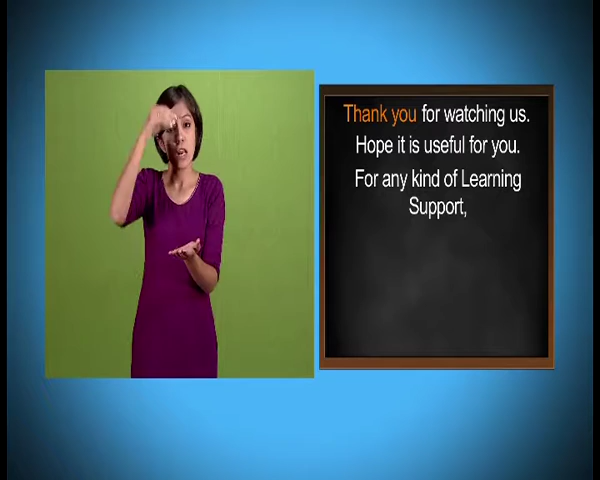 Thank you for watching us.
Hope it is useful for you.
For any kind of Learning
Support,